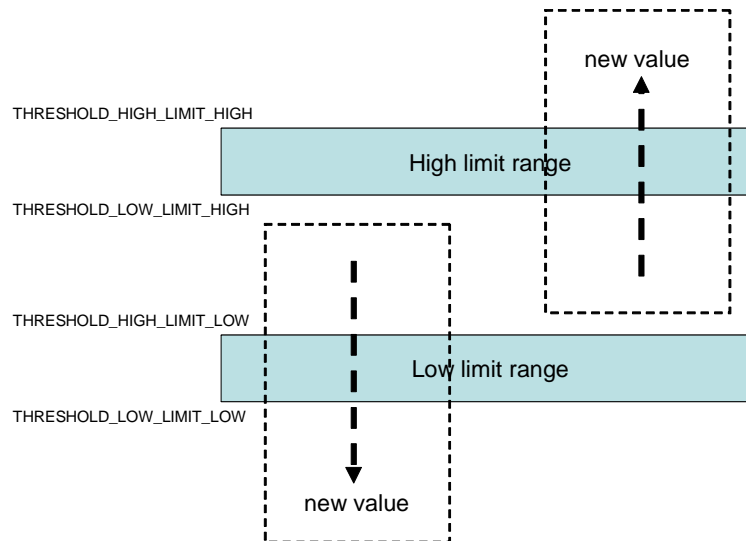 new value
THRESHOLD_HIGH_LIMIT_HIGH
High limit range
THRESHOLD_LOW_LIMIT_HIGH
THRESHOLD_HIGH_LIMIT_LOW
Low limit range
THRESHOLD_LOW_LIMIT_LOW
new value